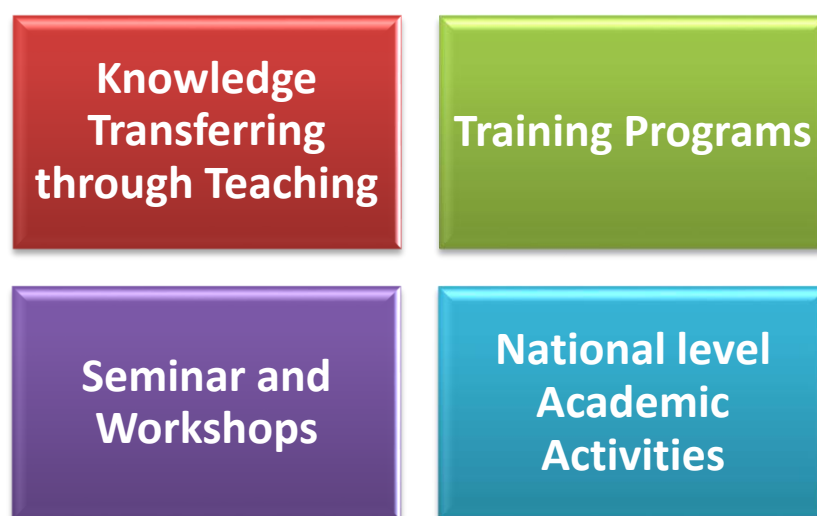 Knowledge
Transferring
through Teaching
Training Programs
Seminar and
Workshops
National level
Academic
Activities